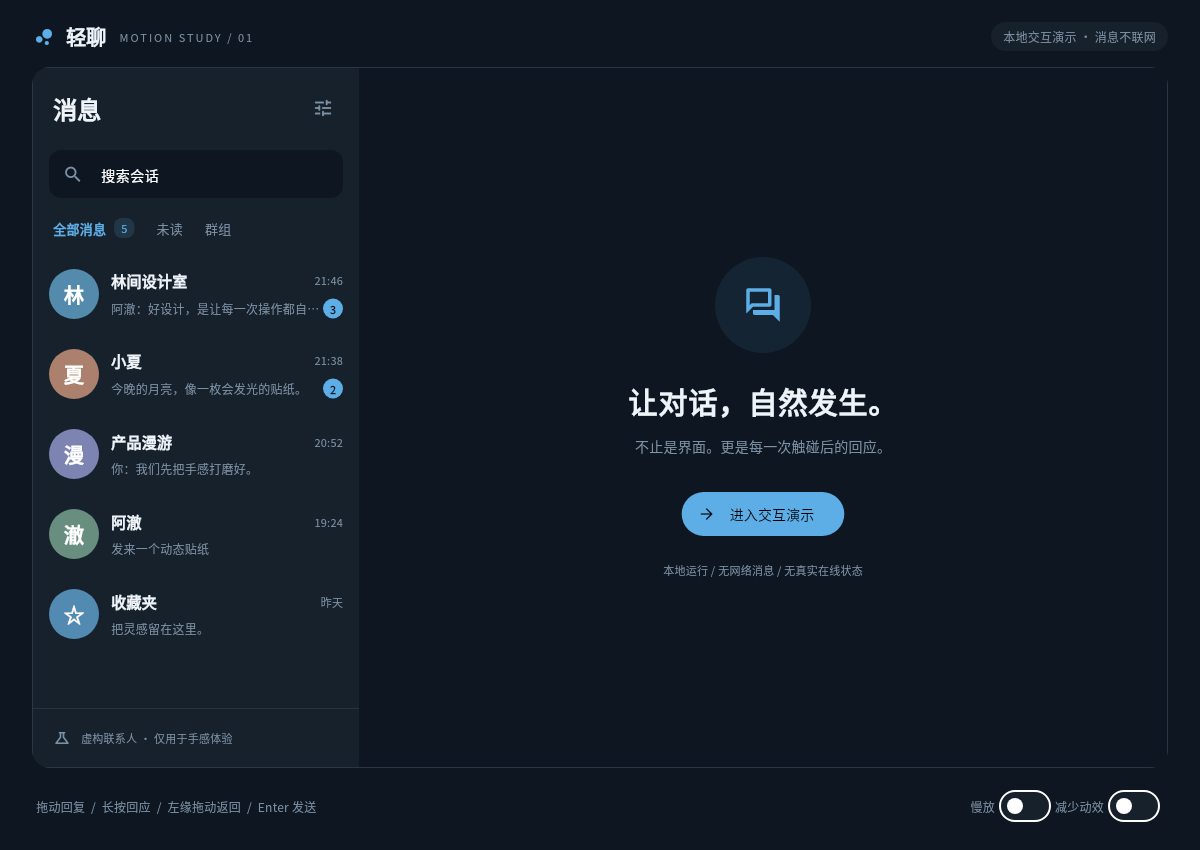 轻聊 MOTION STUDY / 01
本地交互演示 · 消息不联网
消息
搜索会话
全部消息 5 未读 群组
林 林间设计室 21:46
阿澈：好设计，是让每一次操作都自… 3
夏 小夏 21:38
今晚的月亮，像一枚会发光的贴纸。 2
漫 产品漫游 20:52
你：我们先把手感打磨好。
澈 阿澈 19:24
发来一个动态贴纸
☆ 收藏夹 昨天
把灵感留在这里。
虚构联系人 · 仅用于手感体验
让对话，自然发生。
不止是界面。更是每一次触碰后的回应。
进入交互演示
本地运行 / 无网络消息 / 无真实在线状态
拖动回复 / 长按回应 / 左缘拖动返回 / Enter 发送
慢放 减少动效